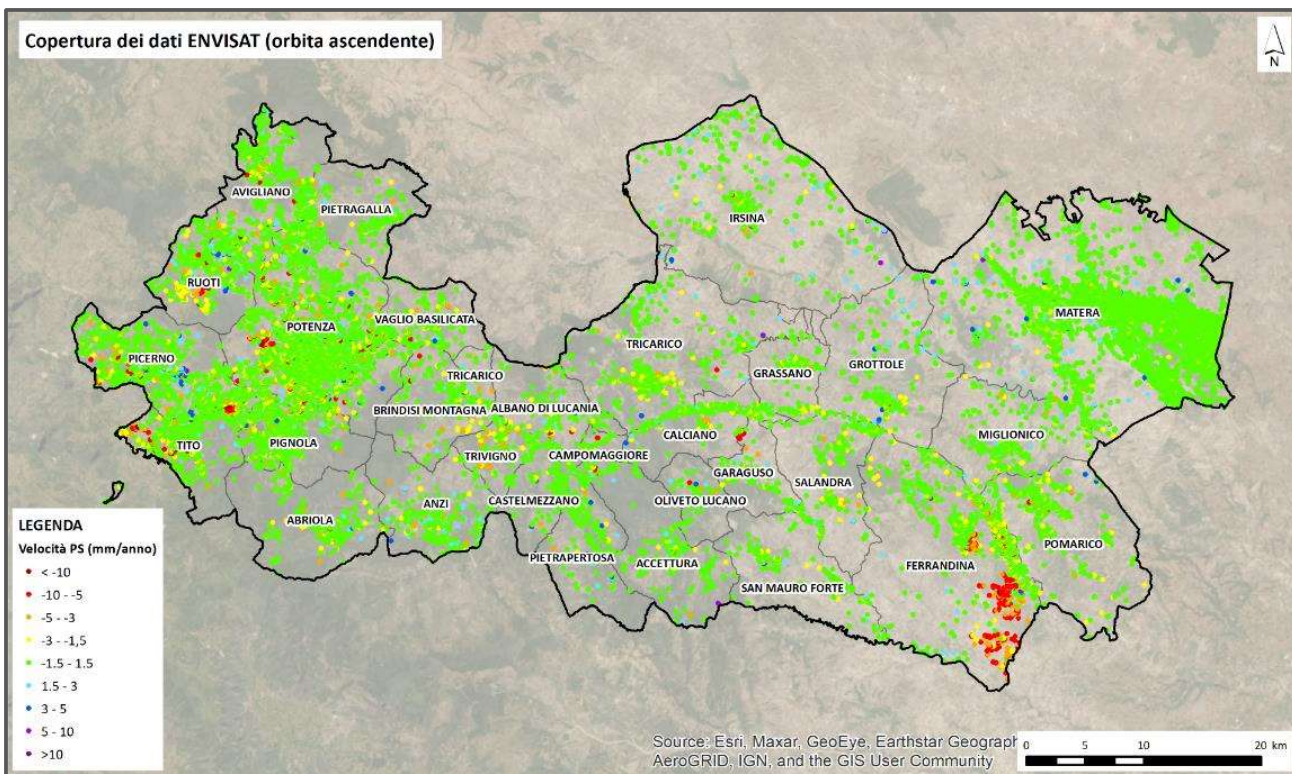 Copertura dei dati ENVISAT (orbita ascendente)
N
AVIGLIANO
PIETRAGALLA
IRSINA
RUOTI
POTENZA
VAGLIO BASILICATA
MATERA
PICERNO
TRICARICO
TRICARICO
GRASSANO
GROTTOLE
BRINDISI MONTAGNA
ALBANO DI LUCANIA
TITO
PIGNOLA
CALCIANO
MIGLIONICO
TRIVIGNO
CAMPOMAGGIORE
GARAGUSO
SALANDRA
ANZI
CASTELMEZZANO
OLIVETO LUCANO
ABRIOLA
PIETRAPERTOSA
ACCETTURA
FERRANDINA
POMARICO
SAN MAURO FORTE
LEGENDA
Velocità PS (mm/anno)
< -10
-10 - -5
-5 - -3
-3 - -1,5
-1.5 - 1.5
1.5 - 3
3 - 5
5 - 10
>10
Source: Esri, Maxar, GeoEye, Earthstar Geograph
AeroGRID, IGN, and the GIS User Community
0 5 10 20 km